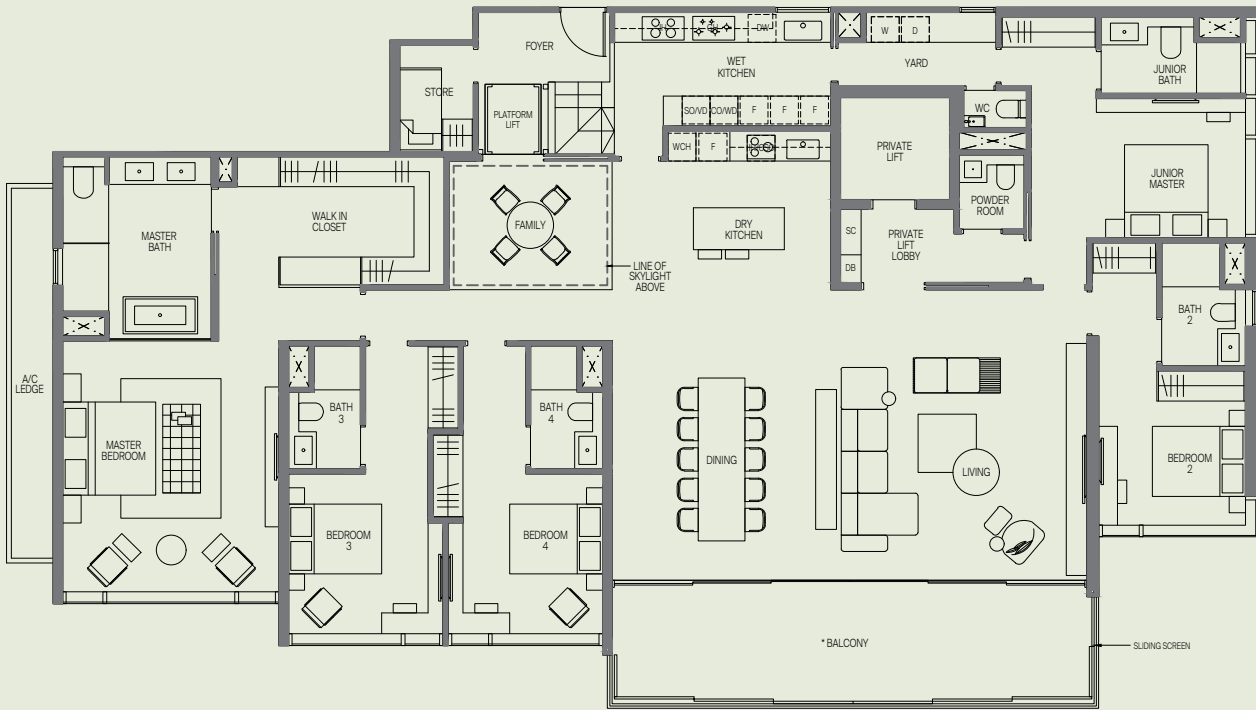 FOYER
STORE
PLATFORM
LIFT
DW
WET
KITCHEN
SO/VD
CO/WD
F
F
F
WCH
F
W
D
YARD
WC
JUNIOR
BATH
PRIVATE
LIFT
POWDER
ROOM
JUNIOR
MASTER
SC
DB
PRIVATE
LIFT
LOBBY
DRY
KITCHEN
FAMILY
LINE OF
SKYLIGHT
ABOVE
WALK IN
CLOSET
MASTER
BATH
A/C
LEDGE
MASTER
BEDROOM
BATH
3
BATH
4
BATH
2
BEDROOM
3
BEDROOM
4
DINING
LIVING
BEDROOM
2
* BALCONY
SLIDING SCREEN